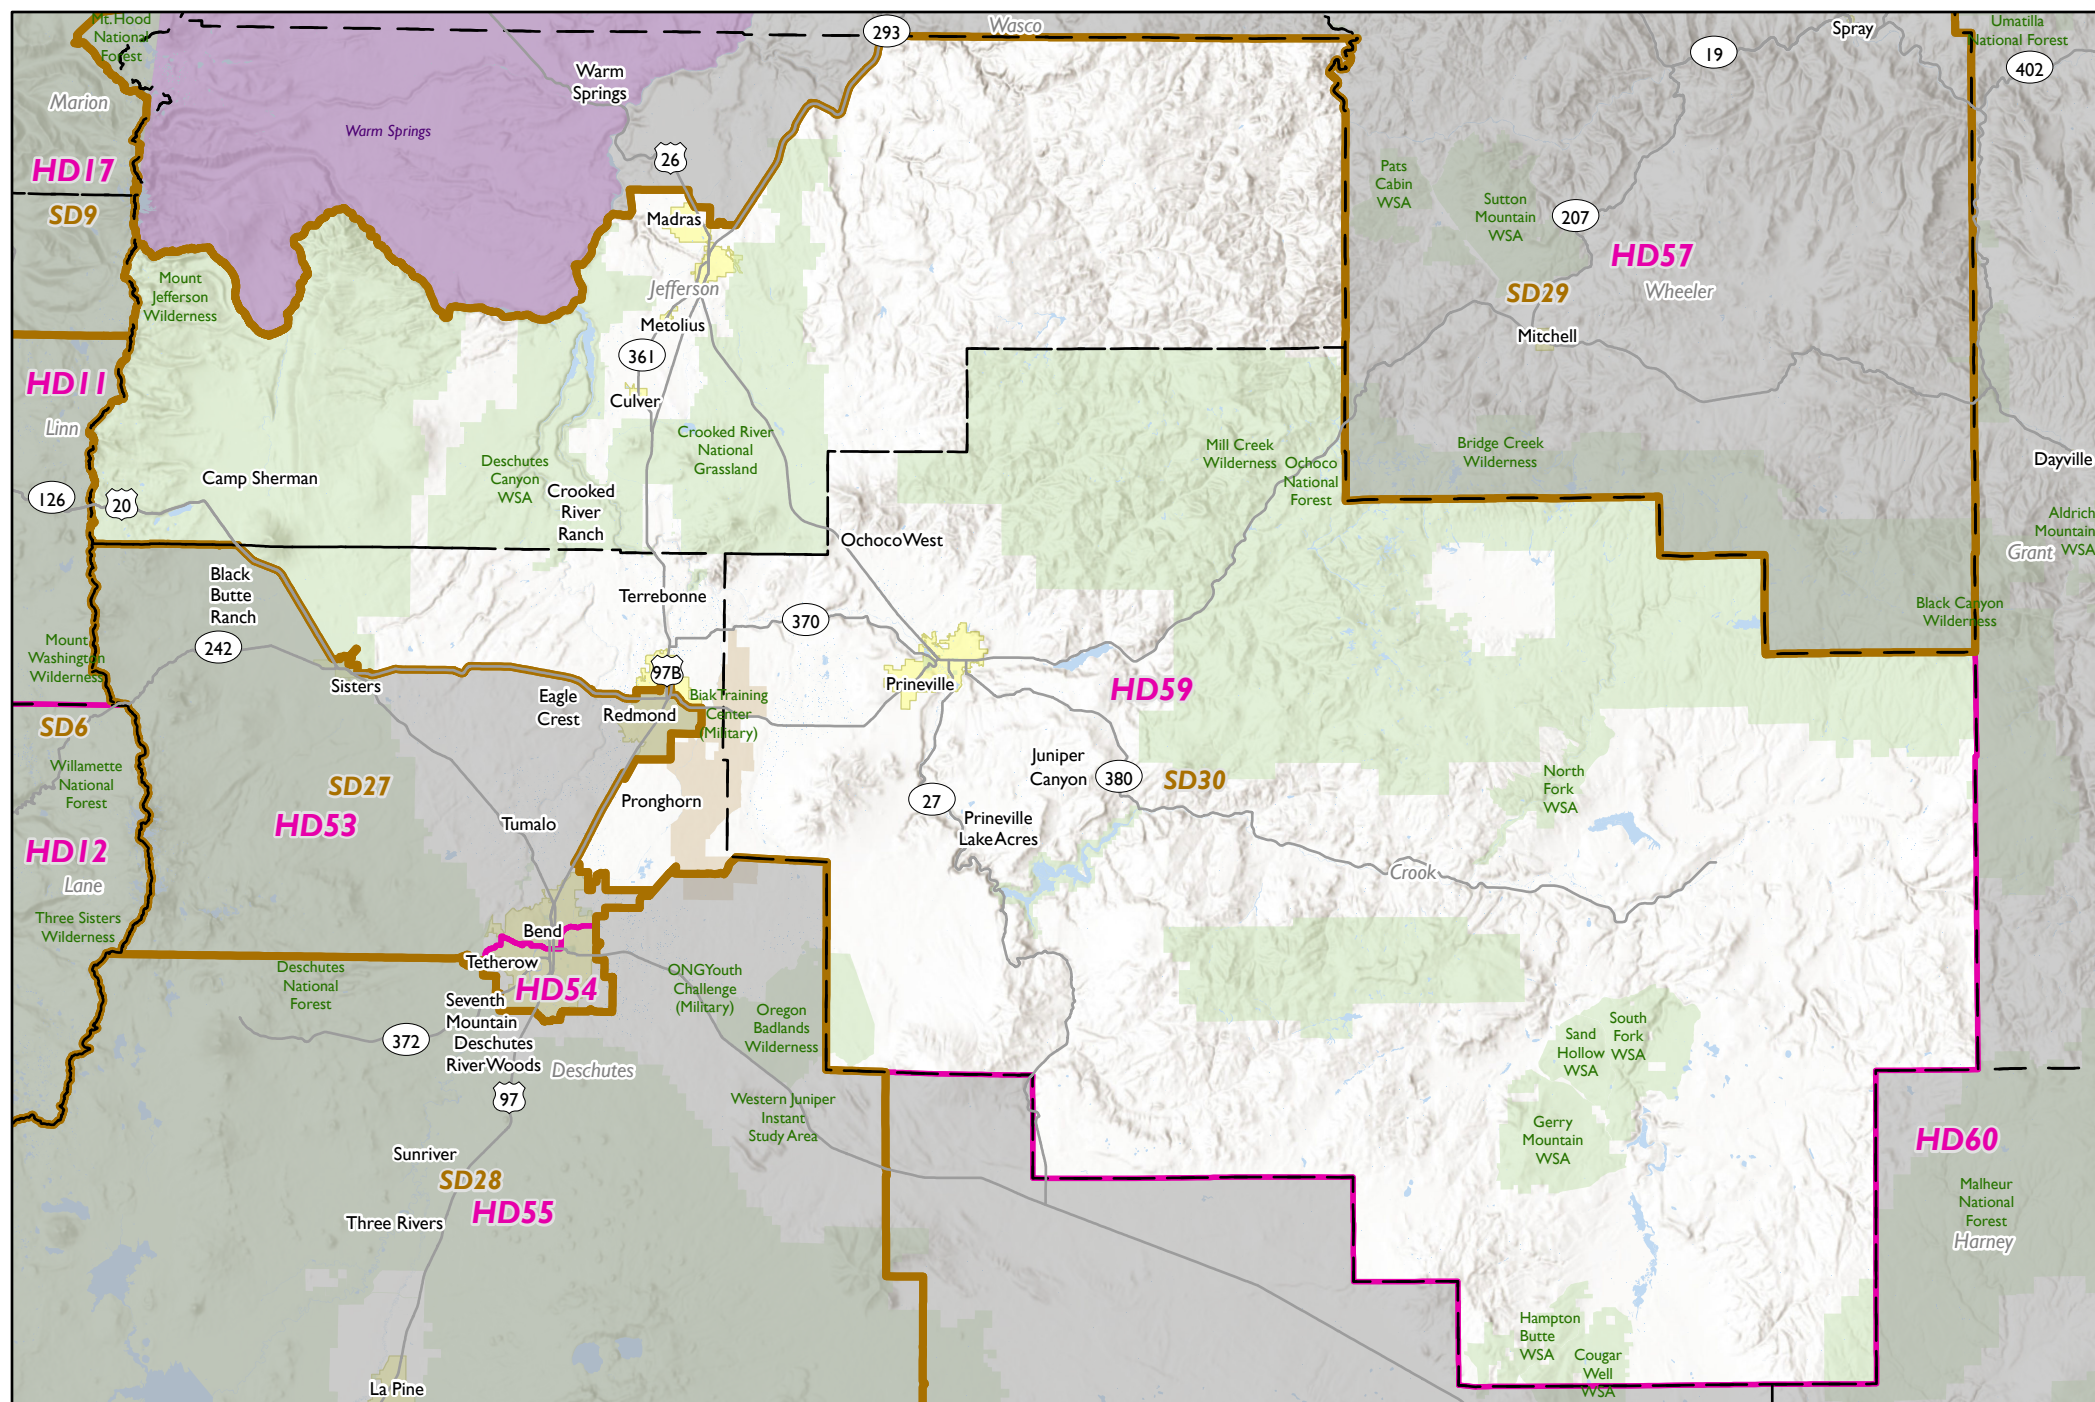 Mt.Hood
National
Forest
293
Wasco
Spray
Umatilla
National Forest
19
402
Warm
Springs
Marion
Warm Springs
26
HD17
SD9
Pats
Cabin
WSA
Sutton
Mountain
WSA
207
Madras
HD57
Mount
Jefferson
Wilderness
Jefferson
SD29
Wheeler
Metolius
Mitchell
361
HD11
Culver
Linn
Crooked River
National
Grassland
Mill Creek
Wilderness
Ochoco
National
Forest
Bridge Creek
Wilderness
Dayville
Deschutes
Canyon
WSA
Camp Sherman
126
20
Crooked
River
Ranch
Aldrich
Mountain
WSA
Grant
OchocoWest
Black
Butte
Ranch
Terrebonne
370
Black Canyon
Wilderness
Mount
Washington
Wilderness
242
97B
Sisters
Prineville
HD59
Eagle
Crest
Redmond
Biak Training
Center
(Military)
SD6
Willamette
National
Forest
SD27
Juniper
Canyon
380
SD30
North
Fork
WSA
Pronghorn
27
HD53
Tumalo
Prineville
LakeAcres
HD12
Lane
Crook
Three Sisters
Wilderness
Bend
Tetherow
Deschutes
National
Forest
HD54
ONGYouth
Challenge
(Military)
Seventh
Mountain
Oregon
Badlands
Wilderness
South
Fork
WSA
Sand
Hollow
WSA
372
Deschutes
RiverWoods
Deschutes
97
Western Juniper
Instant
Study Area
Gerry
Mountain
WSA
HD60
Sunriver
SD28
Malheur
National
Forest
Three Rivers
HD55
Harney
Hampton
Butte
WSA
Cougar
Well
WSA
La Pine